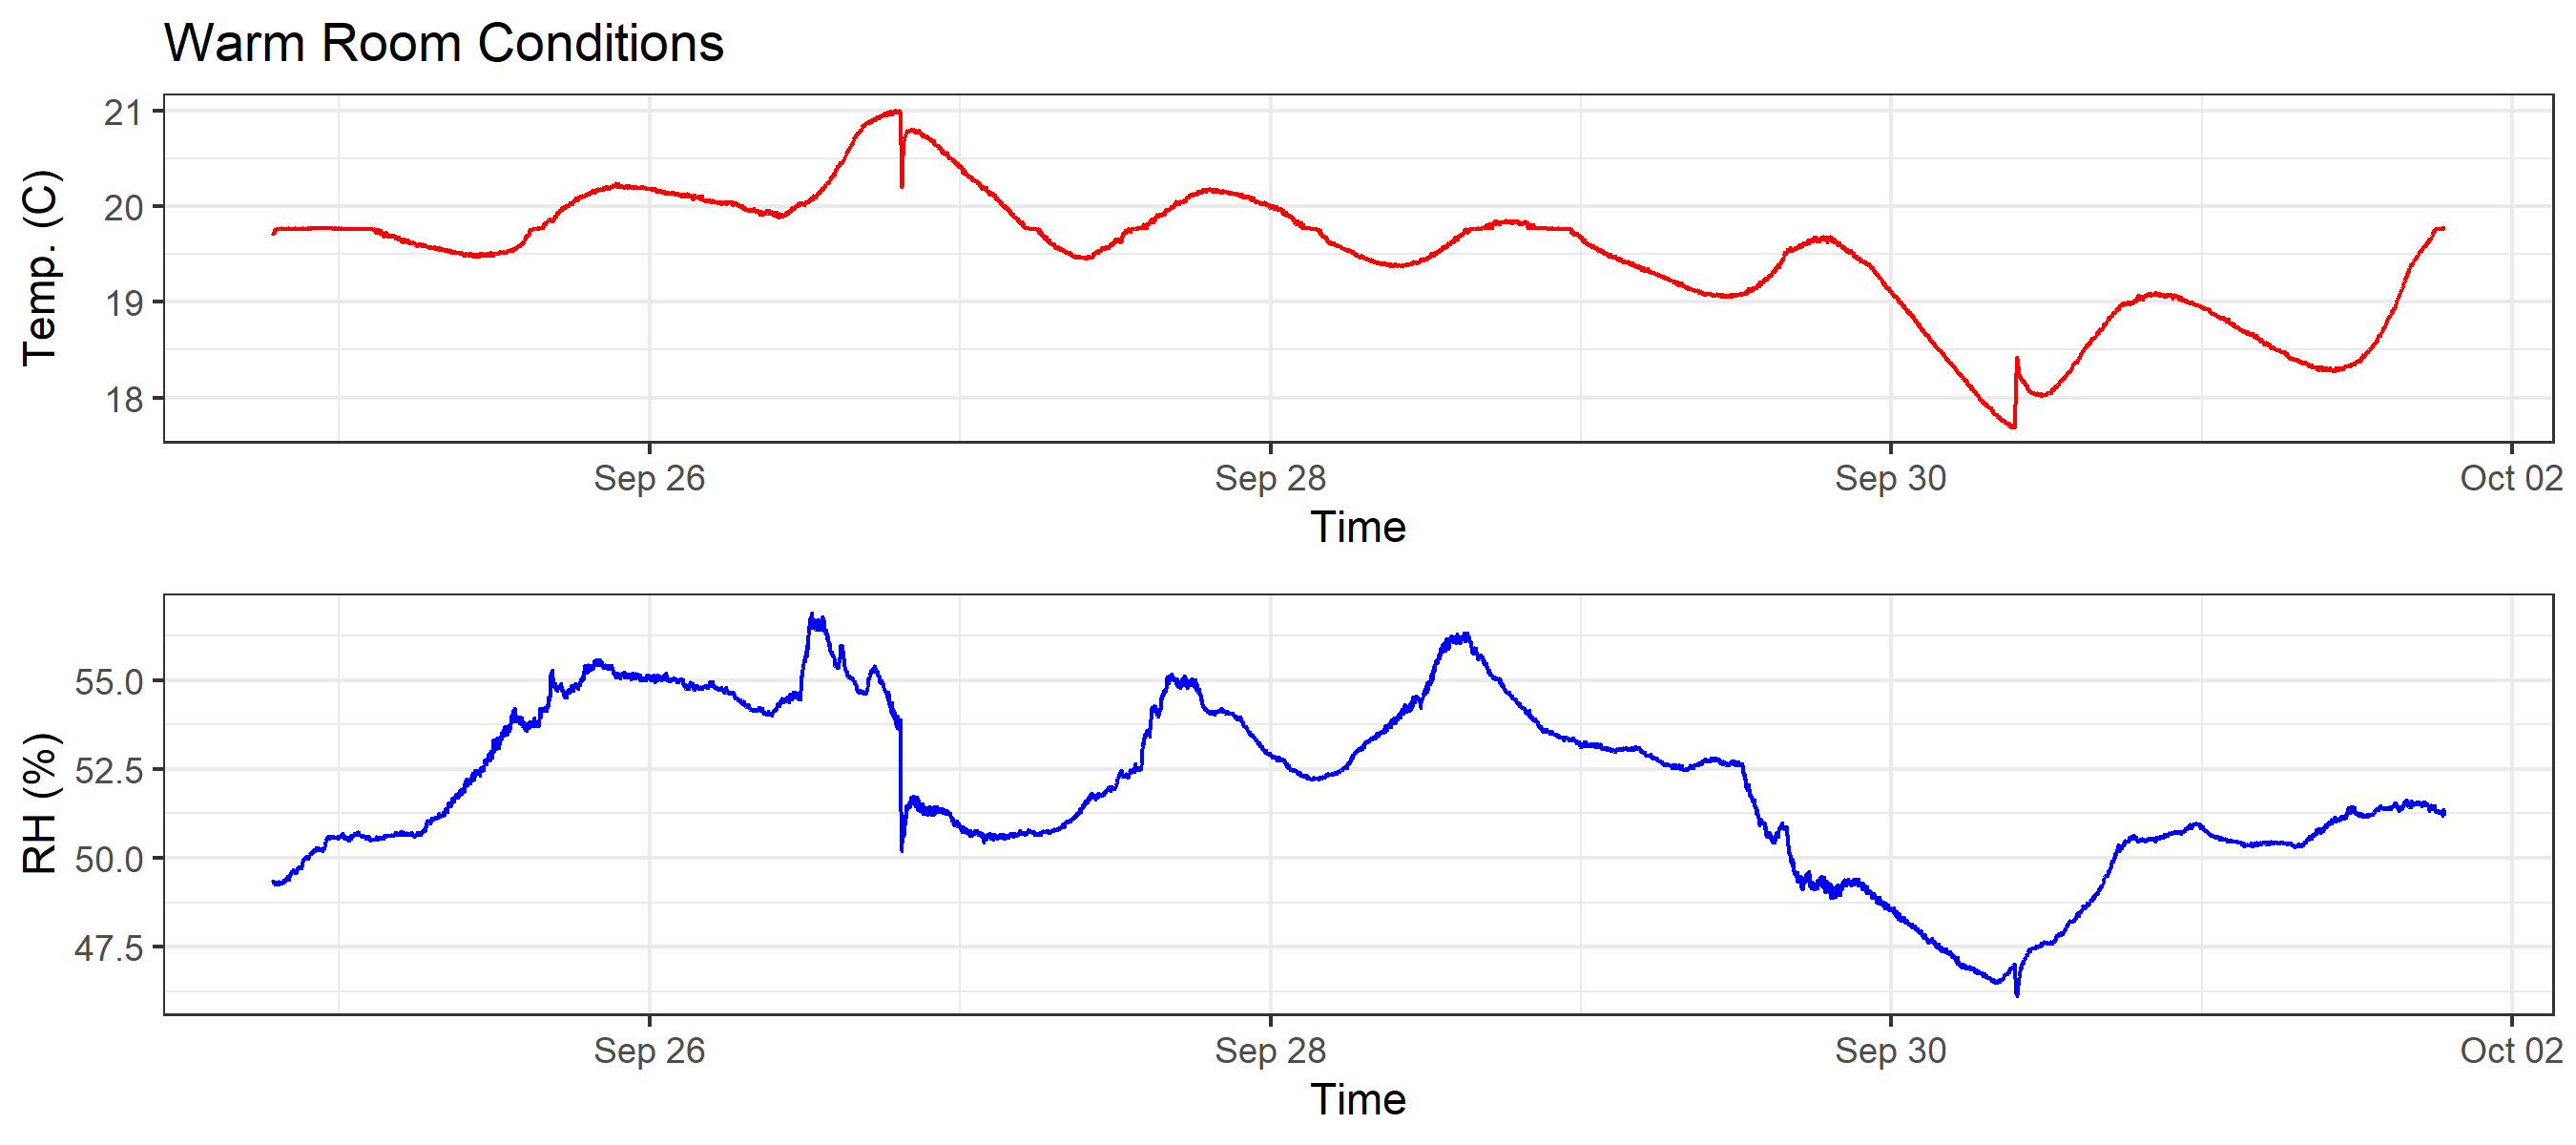 Warm Room Conditions
21
20
19
18
Temp. (C)
Sep 26 Sep 28 Sep 30 Oct 02
Time
55.0
52.5
50.0
47.5
RH (%)
Sep 26 Sep 28 Sep 30 Oct 02
Time